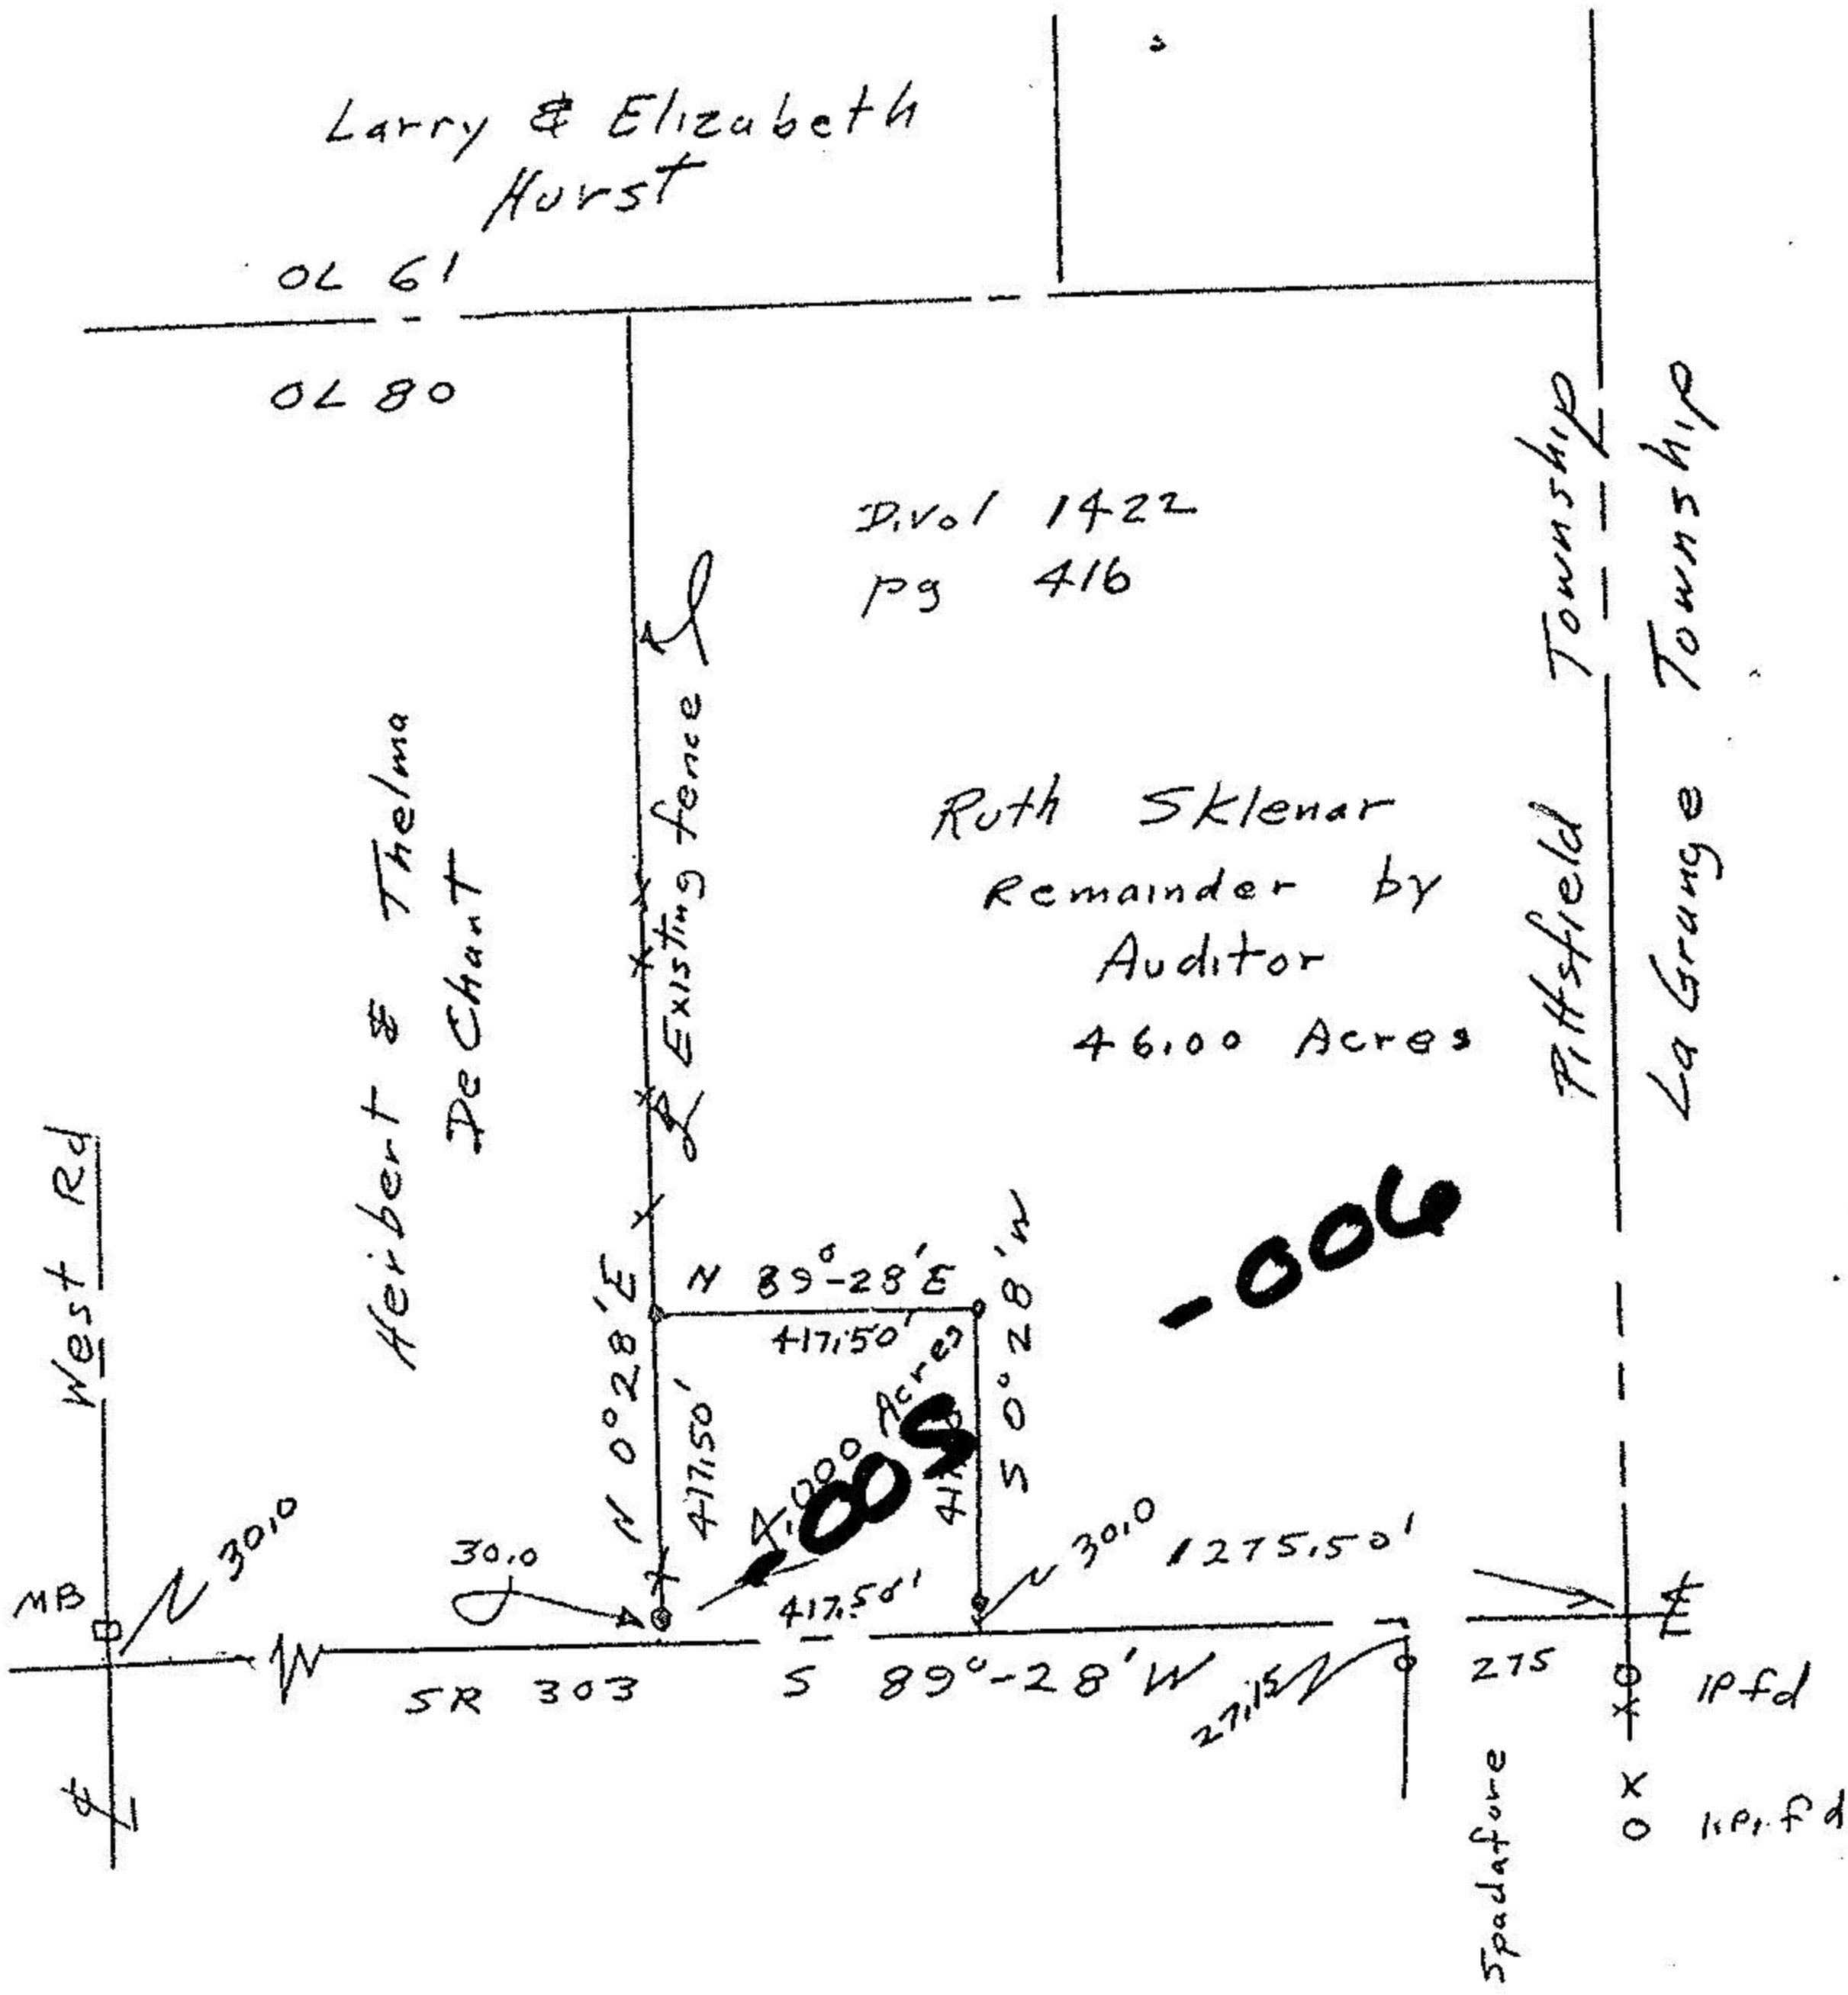 Larry & Elizabeth
Hurst
OL 61
OL 80
D.Vol 1422
pg 416
Pittsfield Township
La Grange Township
Existing fence
Ruth Sklenar
Remainder by
Auditor
46.00 Acres
Heribert & Thelma
DeChant
West Rd
-006
N 89°-28'E
417.50'
N 0°28'E
417.50'
S 0°28'W
4.000 Acres
-005
MB
30.0
30.0
417.50'
30.0
1275.50'
SR 303
S 89°-28'W
27.15
275
IP fd
Spadafore
I.P. fd